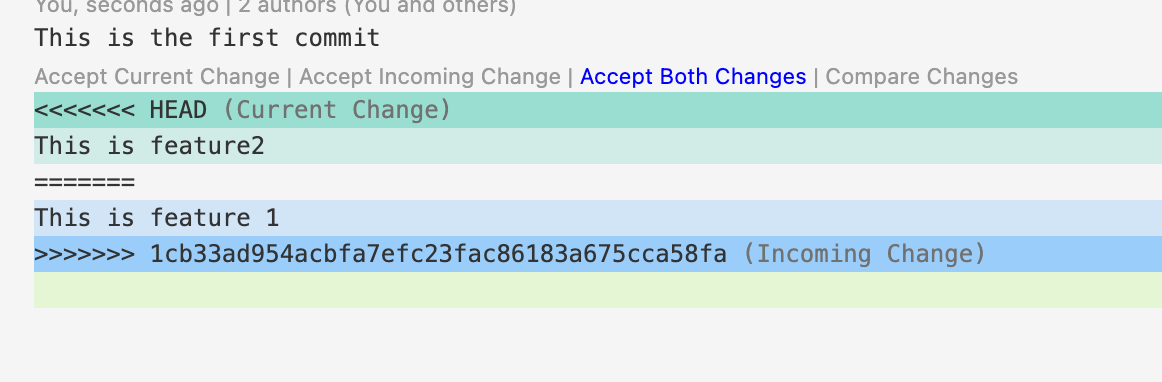 You, seconds ago | 2 authors (You and others)
This is the first commit
Accept Current Change | Accept Incoming Change | Accept Both Changes | Compare Changes
<<<<<<< HEAD (Current Change)
This is feature2
=======
This is feature 1
>>>>>>> 1cb33ad954acbfa7efc23fac86183a675cca58fa (Incoming Change)